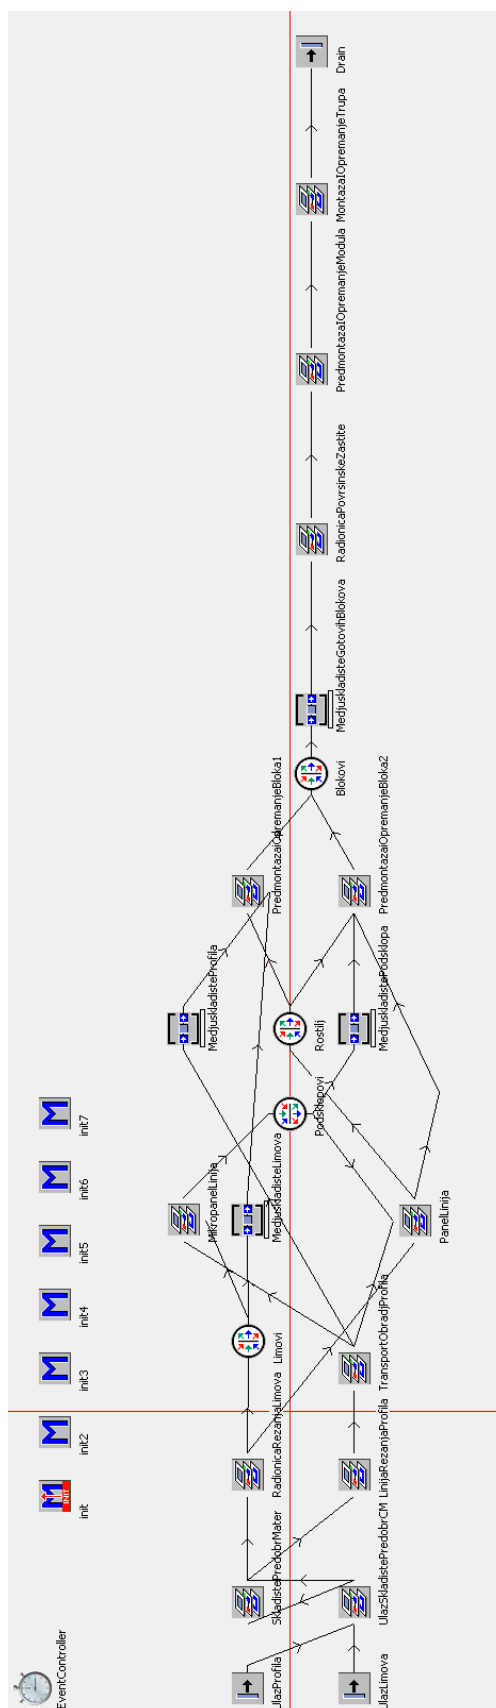 EventController
init
init2
init3
init4
init5
init6
init7
UlazProfila
SkladistePredobrMater
RadionicaRezanjaLimova
Limovi
MedjuskladisteLimova
MikropanelLinija
MedjuskladisteProfila
PredmontazaiOpremanjeBloka1
UlazLimova
UlazSkladistePredobrCM
LinijaRezanjaProfila
TransportObradjProfila
PanelLinija
Podsklopovi
Rostilj
MedjuskladistePodsklopa
PredmontazaiOpremanjeBloka2
Blokovi
MedjuskladisteGotovihBlokova
RadionicaPovrsinskeZastite
PredmontazaIOpremanjeModula
MontazaIOpremanjeTrupa
Drain